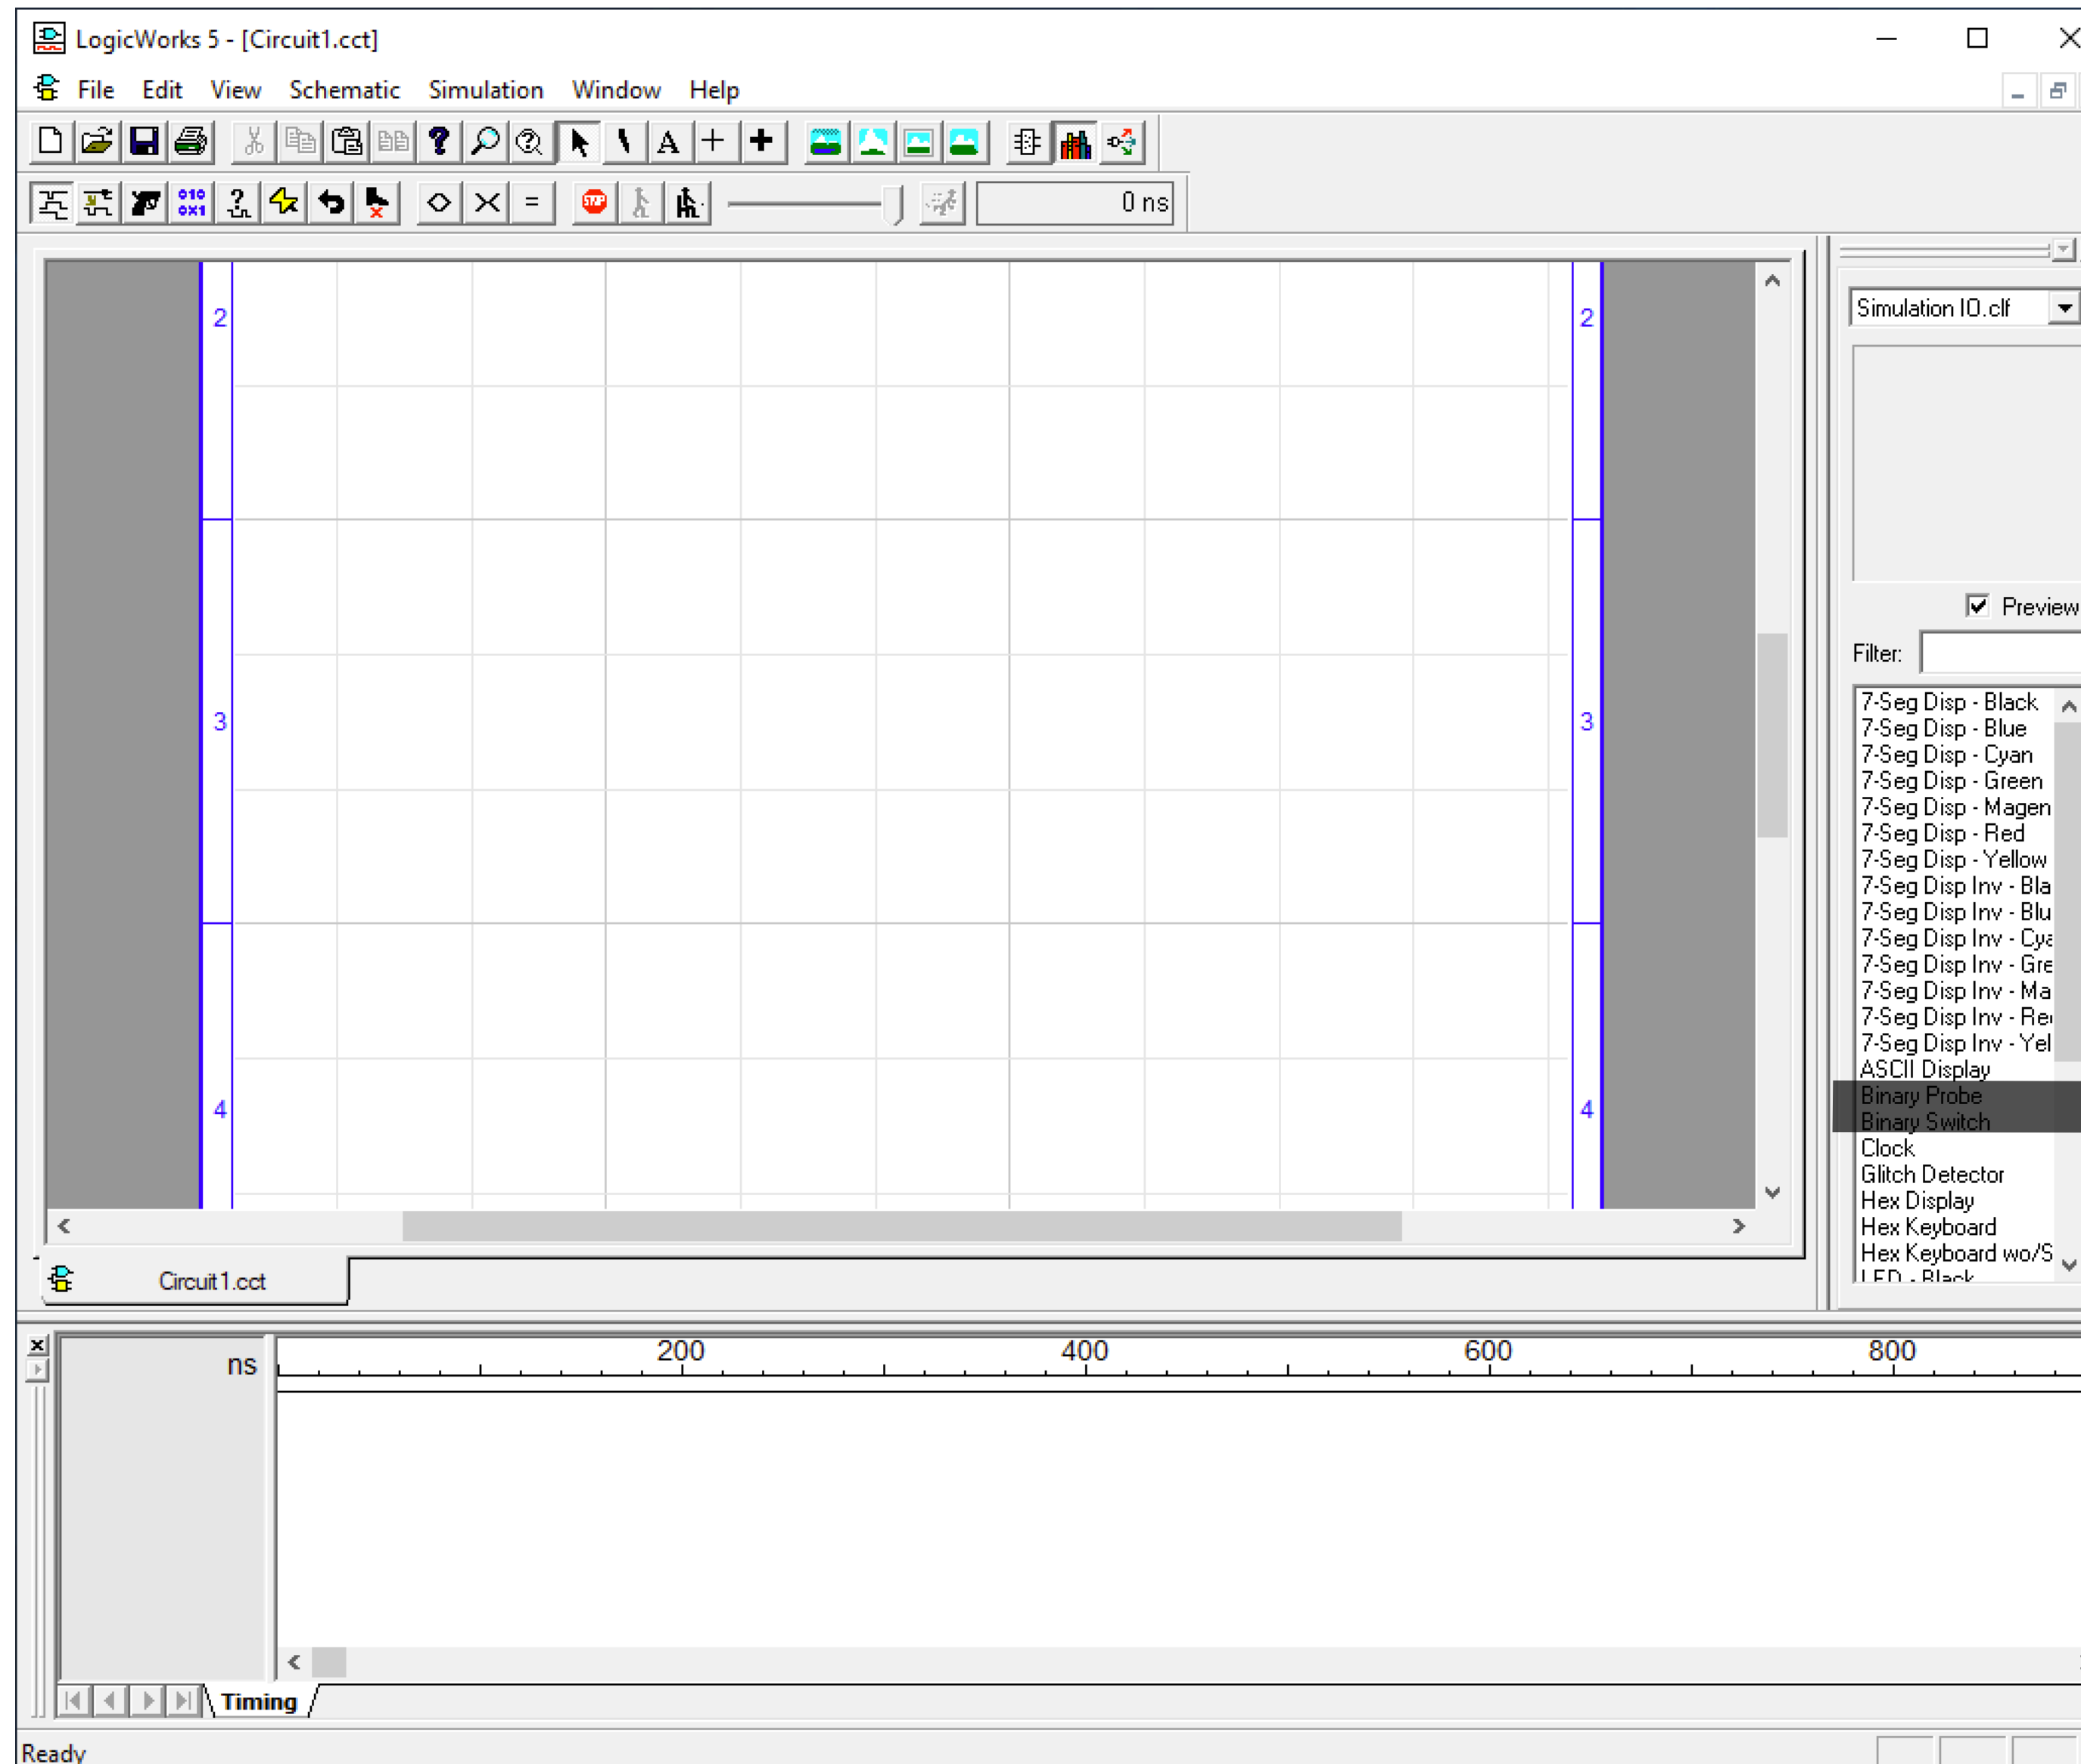 LogicWorks 5 - [Circuit1.cct]
File Edit View Schematic Simulation Window Help
A
010
0X1
?
=
STOP
0 ns
2
2
3
3
4
4
Circuit1.cct
Simulation IO.clf
Preview
Filter:
7-Seg Disp - Black
7-Seg Disp - Blue
7-Seg Disp - Cyan
7-Seg Disp - Green
7-Seg Disp - Magen
7-Seg Disp - Red
7-Seg Disp - Yellow
7-Seg Disp Inv - Bla
7-Seg Disp Inv - Blu
7-Seg Disp Inv - Cya
7-Seg Disp Inv - Gre
7-Seg Disp Inv - Ma
7-Seg Disp Inv - Re
7-Seg Disp Inv - Yel
ASCII Display
Binary Probe
Binary Switch
Clock
Glitch Detector
Hex Display
Hex Keyboard
Hex Keyboard wo/S
LED - Black
ns 200 400 600 800
Timing
Ready